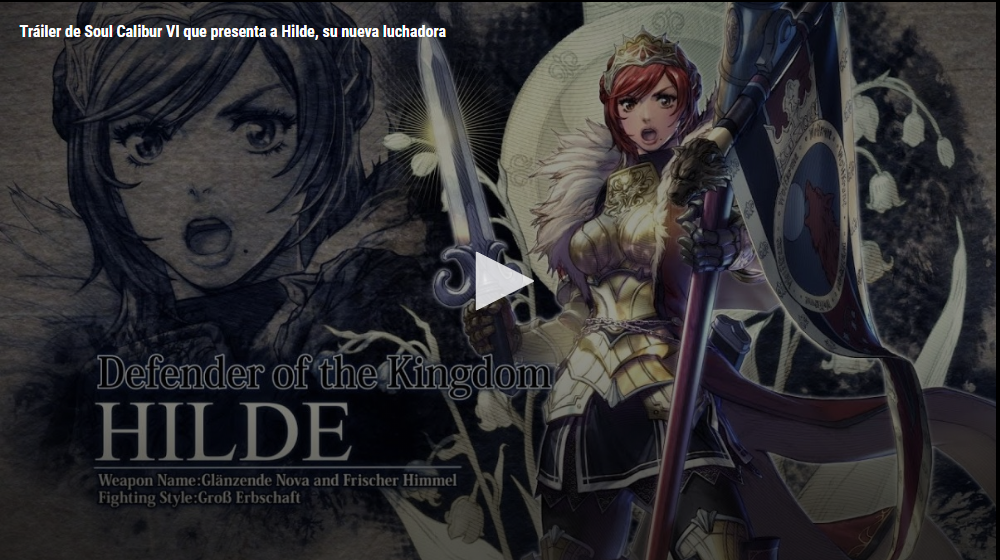 Tráiler de Soul Calibur VI que presenta a Hilde, su nueva luchadora
Defender of the Kingdom
HILDE
Weapon Name:Glänzende Nova and Frischer Himmel
Fighting Style:Groß Erbschaft